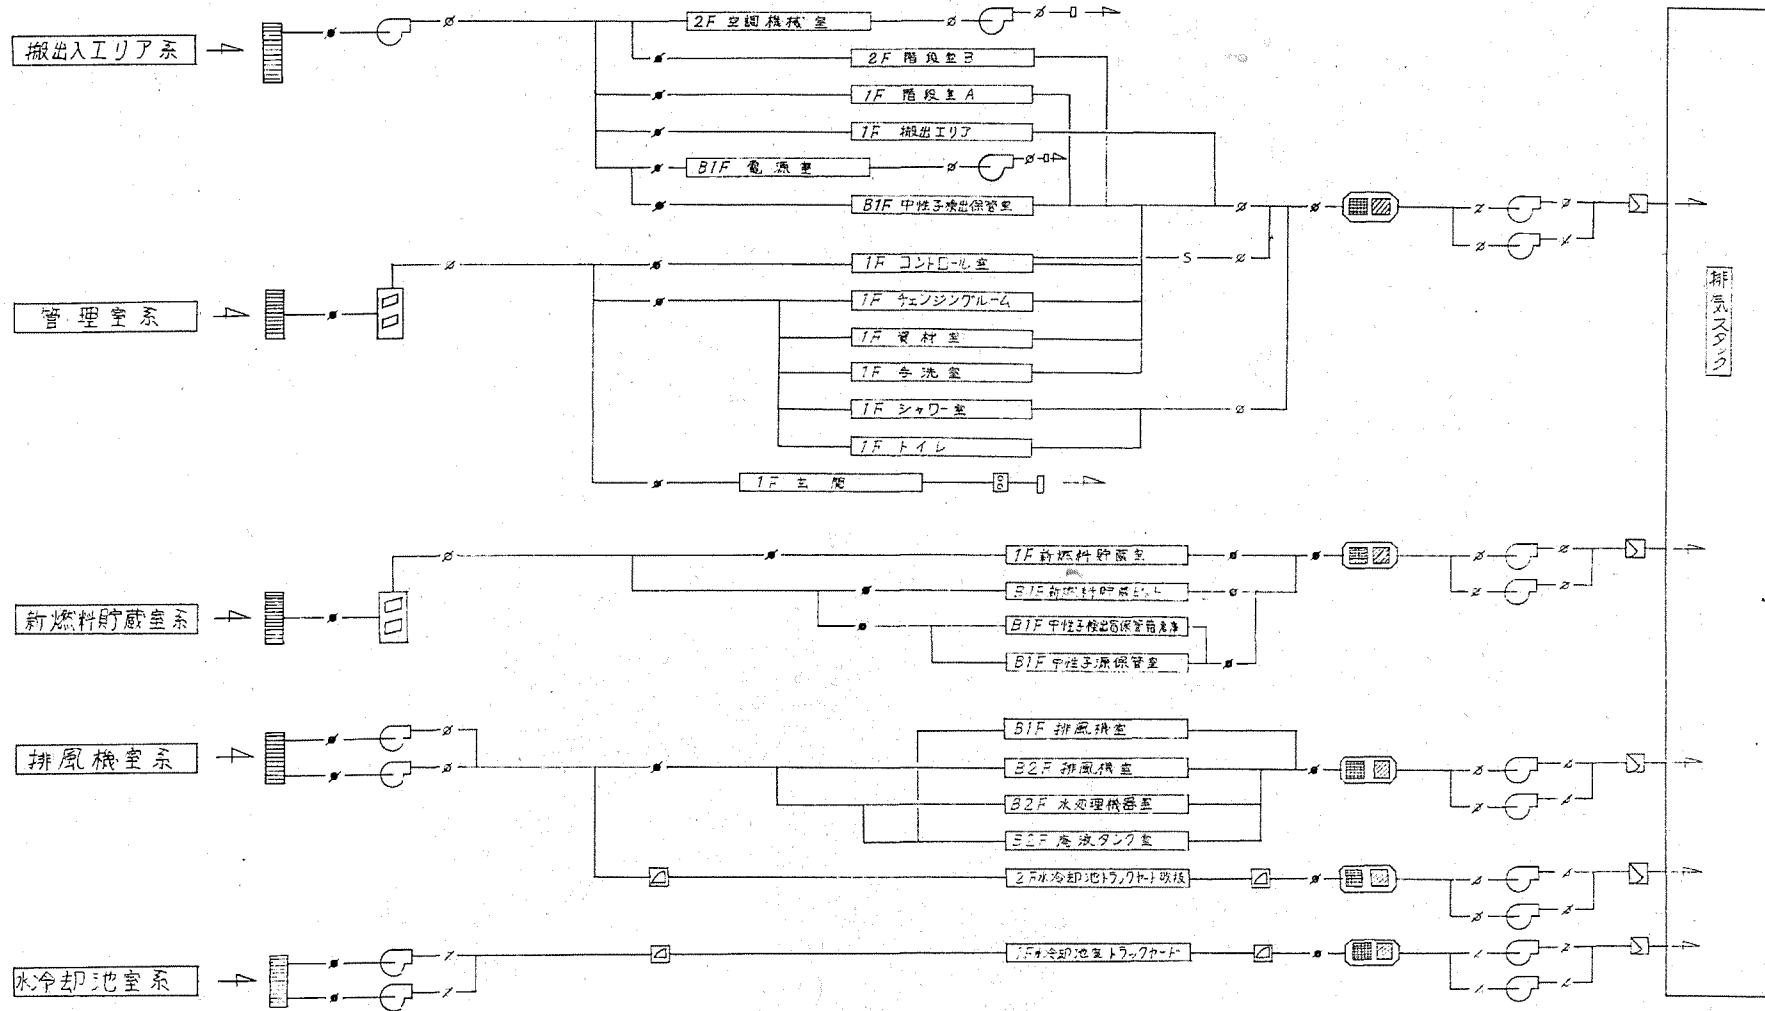 搬出入エリア系
2F 空調機械室
2F 階段室B
1F 階段室A
1F 搬出エリア
B1F 電源室
B1F 中性子検出保管室
管理室系
1F コントロール室
S
1F チェンジングルーム
1F 資材室
1F 手洗室
1F シャワー室
1F トイレ
1F 玄関
排気スタック
新燃料貯蔵室系
1F 新燃料貯蔵室
B1F 新燃料貯蔵ピット
B1F 中性子検出器保管箱倉庫
B1F 中性子源保管室
排風機室系
B1F 排風機室
B2F 排風機室
B2F 水処理機器室
B2F 廃液タンク室
2F水冷却池トラックヤード
水冷却池室系
1F水冷却池室トラックヤード